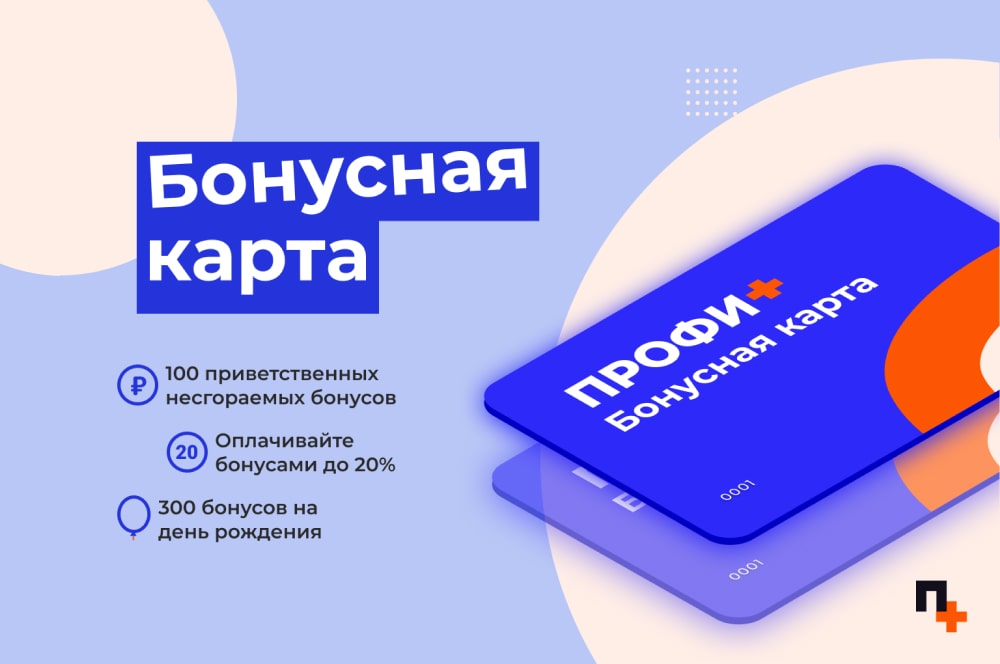 Бонусная
карта
₽
100 приветственных
несгораемых бонусов
20
Оплачивайте
бонусами до 20%
300 бонусов на
день рождения
ПРОФИ+
Бонусная карта
0001
0001
П+